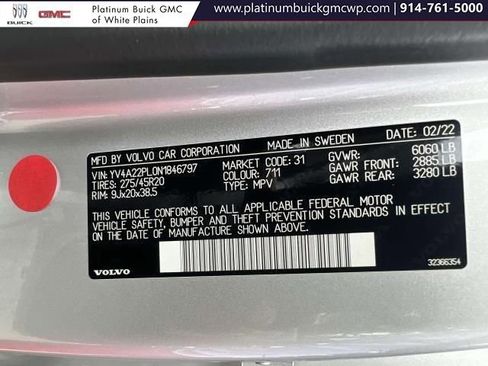 BUICK GMC Platinum Buick GMC of White Plains www.platinumbuickgmcwp.com | 914-761-5000
MFD BY VOLVO CAR CORPORATION MADE IN SWEDEN DATE: 02/22
VIN: YV4A22PL0N1846797 MARKET CODE: 31 GVWR: 6060 LB
TIRES: 275/45R20 COLOUR: 711 GAWR FRONT: 2885 LB
RIM: 9Jx20x38.5 TYPE: MPV GAWR REAR: 3280 LB
THIS VEHICLE CONFORMS TO ALL APPLICABLE FEDERAL MOTOR
VEHICLE SAFETY, BUMPER AND THEFT PREVENTION STANDARDS IN EFFECT
ON THE DATE OF MANUFACTURE SHOWN ABOVE.
VOLVO 32366354